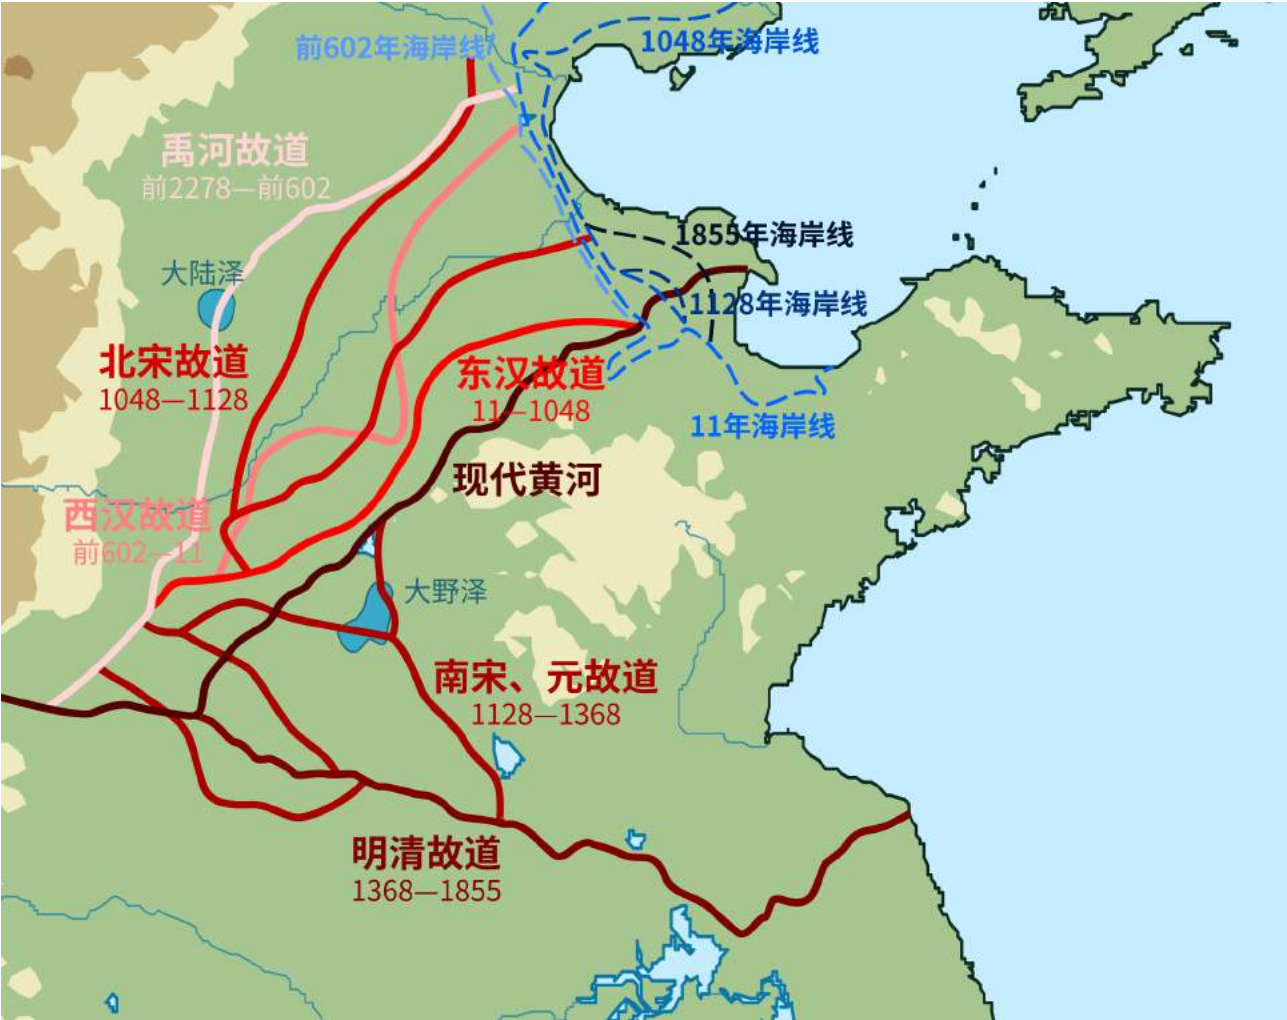 前602年海岸线
1048年海岸线
禹河故道
前2278—前602
1855年海岸线
大陆泽
1128年海岸线
北宋故道
1048—1128
东汉故道
11—1048
11年海岸线
现代黄河
西汉故道
前602—11
大野泽
南宋、元故道
1128—1368
明清故道
1368—1855